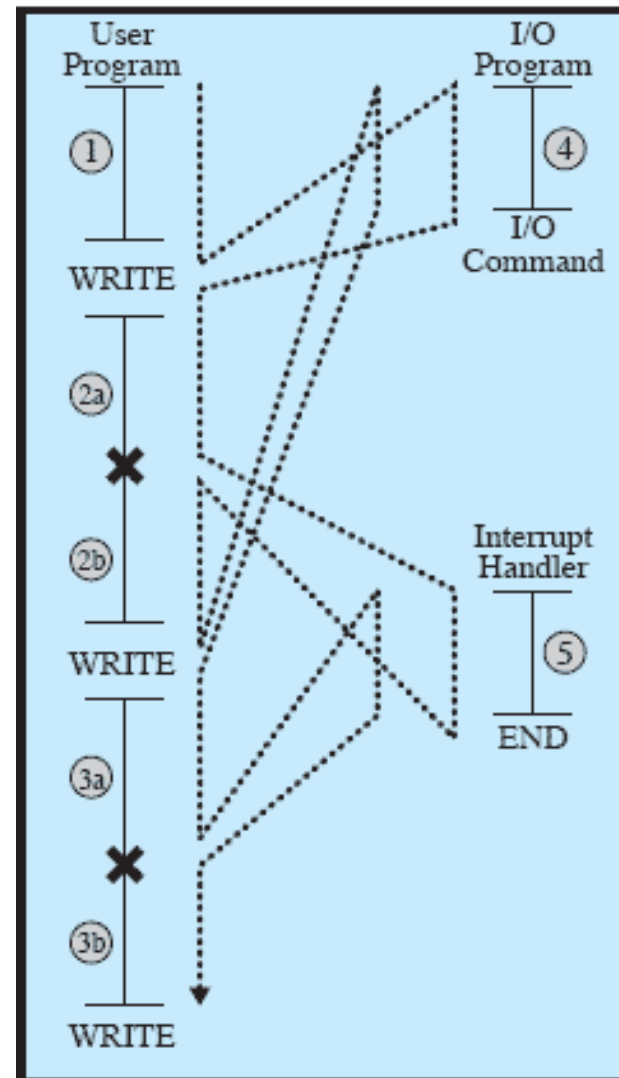 User
Program
1
WRITE
2a
2b
WRITE
3a
3b
WRITE
I/O
Program
4
I/O
Command
Interrupt
Handler
5
END